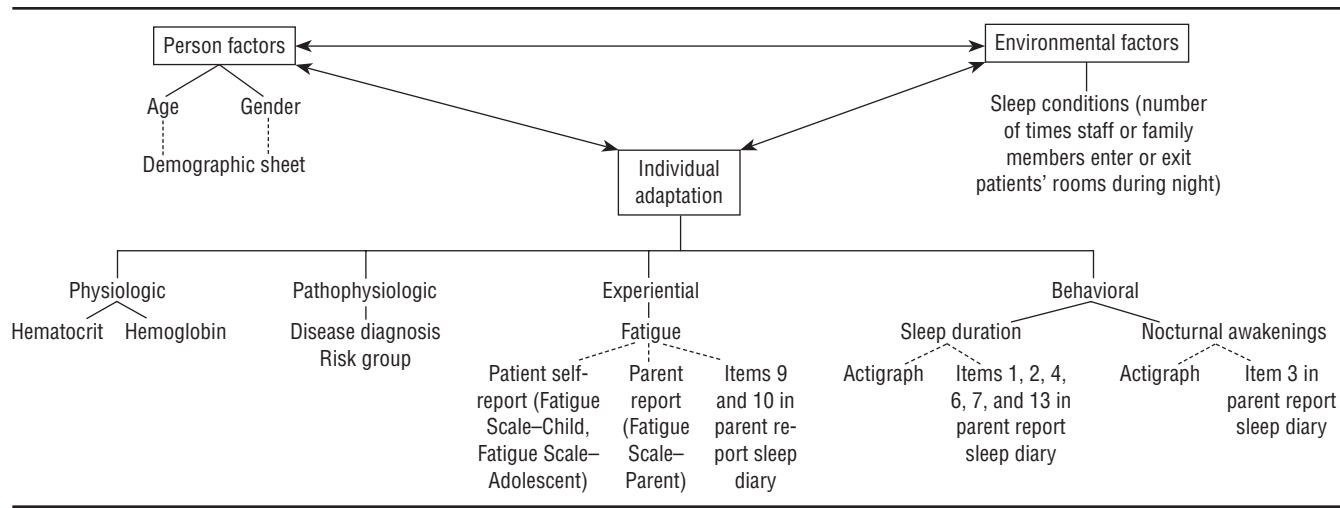 Person factors
Environmental factors
Age
Gender
Demographic sheet
Sleep conditions (number
of times staff or family
members enter or exit
patients’ rooms during night)
Individual
adaptation
Physiologic
Hematocrit
Hemoglobin
Pathophysiologic
Disease diagnosis
Risk group
Experiential
Fatigue
Patient self-
report (Fatigue
Scale–Child,
Fatigue Scale–
Adolescent)
Parent
report
(Fatigue
Scale–
Parent)
Items 9
and 10 in
parent re-
port sleep
diary
Behavioral
Sleep duration
Actigraph
Items 1, 2, 4,
6, 7, and 13 in
parent report
sleep diary
Nocturnal awakenings
Actigraph
Item 3 in
parent report
sleep diary